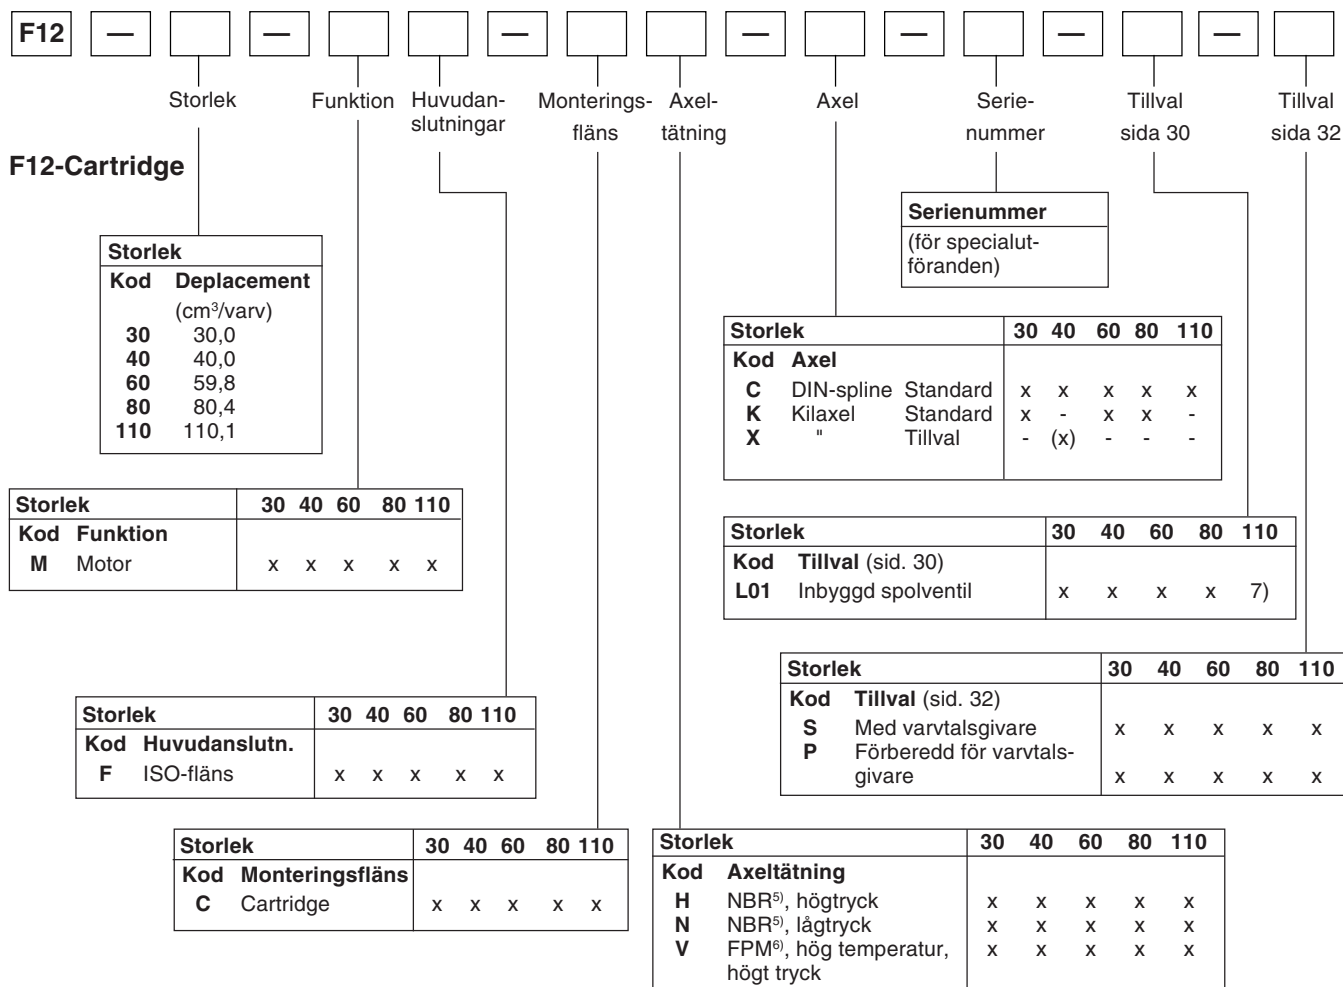 F12 — — — — — — —
Storlek Funktion Huvudan-slutningar Monterings-fläns Axel-tätning Axel Serie-nummer Tillval sida 30 Tillval sida 32
F12-Cartridge
Storlek
Kod Deplacement
(cm³/varv)
30 30,0
40 40,0
60 59,8
80 80,4
110 110,1
Serienummer
(för specialut-
föranden)
Storlek 30 40 60 80 110
Kod Axel
C DIN-spline Standard x x x x x
K Kilaxel Standard x - x x -
X " Tillval - (x) - - -
Storlek 30 40 60 80 110
Kod Funktion
M Motor x x x x x
Storlek 30 40 60 80 110
Kod Tillval (sid. 30)
L01 Inbyggd spolventil x x x x 7)
Storlek 30 40 60 80 110
Kod Huvudanslutn.
F ISO-fläns x x x x x
Storlek 30 40 60 80 110
Kod Tillval (sid. 32)
S Med varvtalsgivare x x x x x
P Förberedd för varvtals-
givare x x x x x
Storlek 30 40 60 80 110
Kod Monteringsfläns
C Cartridge x x x x x
Storlek 30 40 60 80 110
Kod Axeltätning
H NBR5), högtryck x x x x x
N NBR5), lågtryck x x x x x
V FPM6), hög temperatur, x x x x x
högt tryck